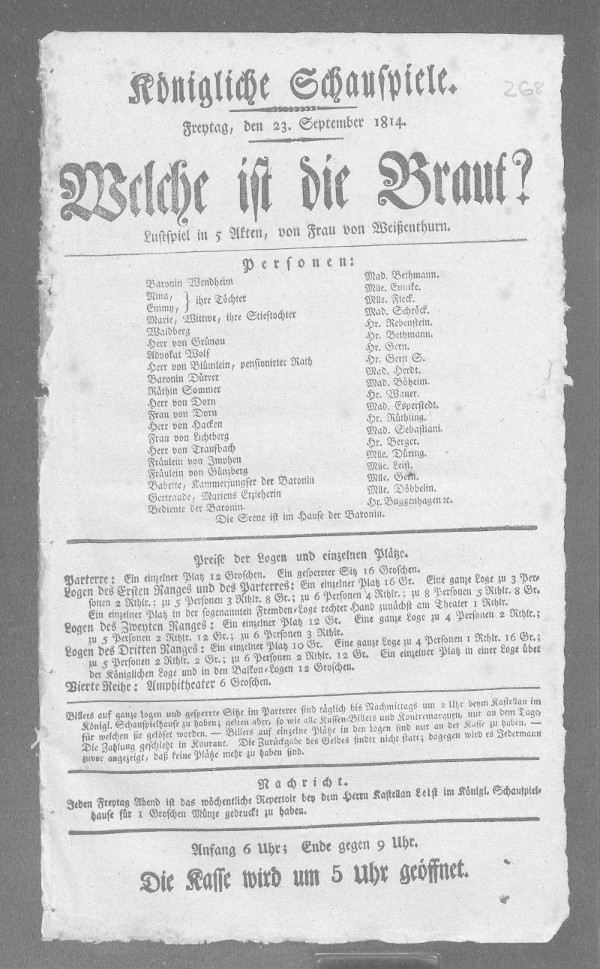 268
Königliche Schauspiele.
Freytag, den 23. September 1814.
Welche ist die Braut?
Lustspiel in 5 Akten, von Frau von Weißenthurn.
Personen:
Baronin Wendheim Mad. Bethmann.
Nina, Mlle. Eunike.
Emmy, } ihre Töchter Mlle. Fleck.
Marie, Wittwe, ihre Stieftochter Mad. Schröck.
Waldberg Hr. Rebenstein.
Herr von Grünau Hr. Bethmann.
Advokat Wolf Hr. Gern.
Herr von Blümlein, pensionirter Rath Hr. Gern S.
Baronin Dürrer Mad. Herdt.
Räthin Sommer Mad. Böheim.
Herr von Dorn Hr. Wauer.
Frau von Dorn Mad. Esperstedt.
Herr von Hacken Hr. Rüthling.
Frau von Lichtberg Mad. Sebastiani.
Herr von Traufbach Hr. Berger.
Fräulein von Imphen Mlle. Düring.
Fräulein von Günzberg Mlle. Leist.
Babette, Kammerjungfer der Baronin Mlle. Gern.
Gertraude, Mariens Erzieherin Mlle. Döbbelin.
Bediente der Baronin. Hr. Buggenhagen ꝛc.
Die Scene ist im Hause der Baronin.
Preise der Logen und einzelnen Plätze.
Parterre: Ein einzelner Platz 12 Groschen. Ein gesperrter Sitz 16 Groschen.
Logen des Ersten Ranges und des Parterres: Ein einzelner Platz 16 Gr. Eine ganze Loge zu 3 Per-
sonen 2 Rthlr.; zu 5 Personen 3 Rthlr. 8 Gr.; zu 6 Personen 4 Rthlr.; zu 8 Personen 5 Rthlr. 8 Gr.
Ein einzelner Platz in der sogenannten Fremden-Loge rechter Hand zunächst am Theater 1 Rthlr.
Logen des Zweyten Ranges: Ein einzelner Platz 12 Gr. Eine ganze Loge zu 4 Personen 2 Rthlr.;
zu 5 Personen 2 Rthlr. 12 Gr.; zu 6 Personen 3 Rthlr.
Logen des Dritten Ranges: Ein einzelner Platz 10 Gr. Eine ganze Loge zu 4 Personen 1 Rthlr. 16 Gr.;
zu 5 Personen 2 Rthlr. 2 Gr.; zu 6 Personen 2 Rthlr. 12 Gr. Ein einzelner Platz in einer Loge über
der Königlichen Loge und in den Balkon-Logen 12 Groschen.
Vierte Reihe: Amphitheater 6 Groschen.
Billets auf ganze Logen und gesperrte Sitze im Parterre sind täglich bis Nachmittags um 2 Uhr beym Kastellan im
Königl. Schauspielhause zu haben; gelten aber, so wie alle Kassen-Billets und Kontremarquen, nur an dem Tage,
für welchen sie gelöset worden. — Billets auf einzelne Plätze in den Logen sind nur an der Kasse zu haben. —
Die Zahlung geschieht in Kourant. Die Zurückgabe des Geldes findet nicht statt; dagegen wird es Jedermann
zuvor angezeigt, daß keine Plätze mehr zu haben sind.
Nachricht.
Jeden Freytag Abend ist das wöchentliche Repertoir bey dem Herrn Kastellan Leist im Königl. Schauspiel-
hause für 1 Groschen Münze gedruckt zu haben.
Anfang 6 Uhr; Ende gegen 9 Uhr.
Die Kasse wird um 5 Uhr geöffnet.